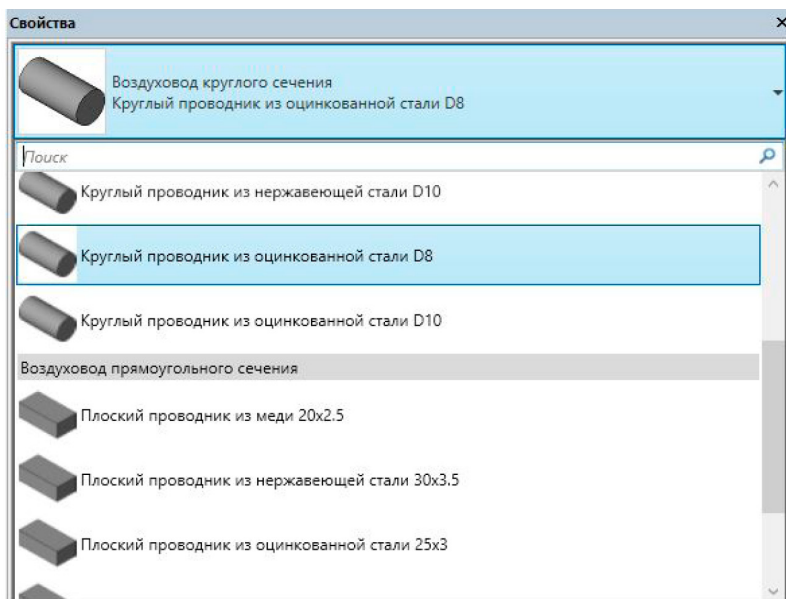 Свойства
Воздуховод круглого сечения
Круглый проводник из оцинкованной стали D8
Поиск
Круглый проводник из нержавеющей стали D10
Круглый проводник из оцинкованной стали D8
Круглый проводник из оцинкованной стали D10
Воздуховод прямоугольного сечения
Плоский проводник из меди 20x2.5
Плоский проводник из нержавеющей стали 30x3.5
Плоский проводник из оцинкованной стали 25x3